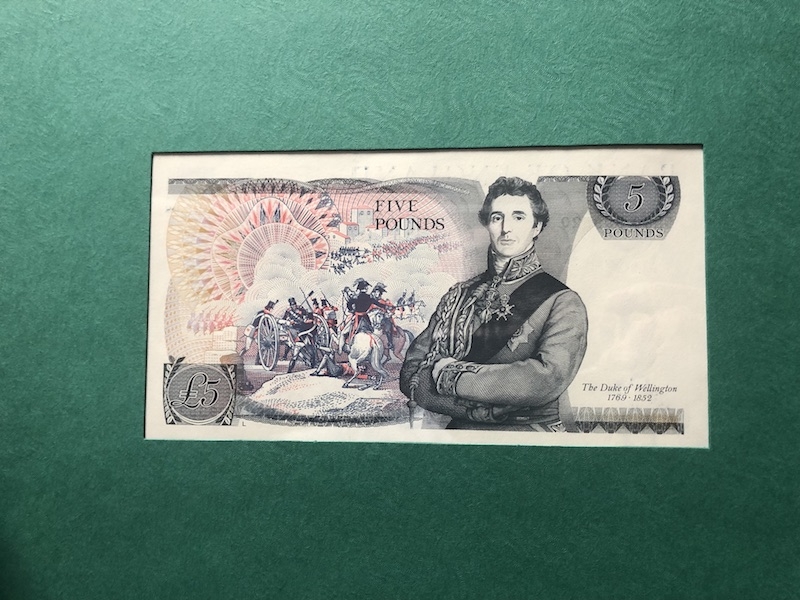 FIVE
POUNDS
5
POUNDS
£5
The Duke of Wellington
1769-1852
L